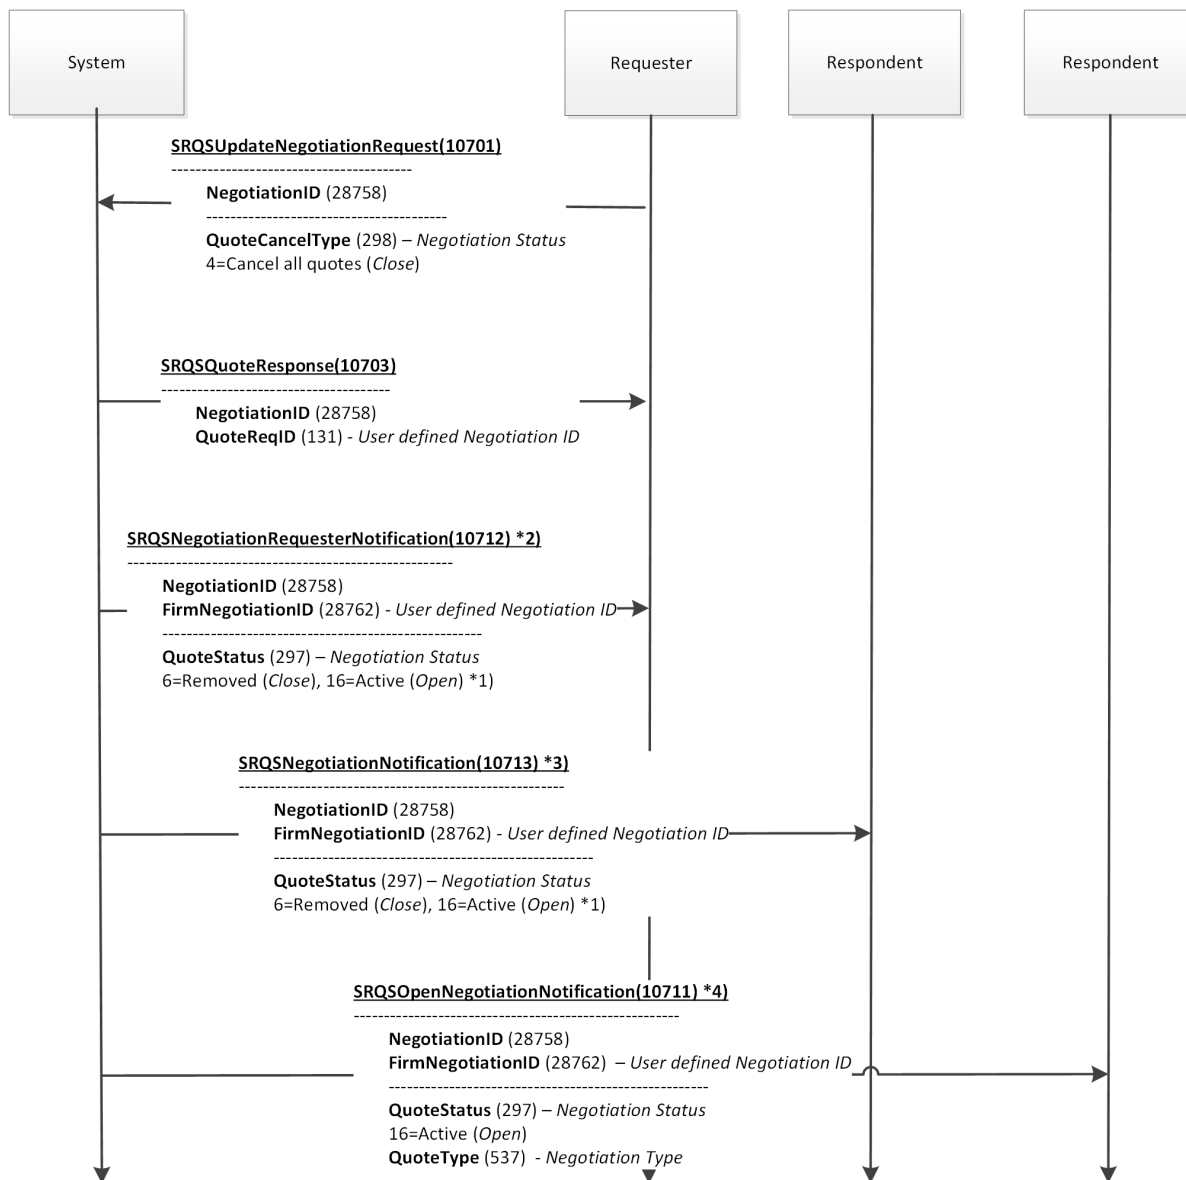 System
Requester
Respondent
Respondent
SRQSUpdateNegotiationRequest(10701)
----------------------------------------
NegotiationID (28758)
----------------------------------------
QuoteCancelType (298) – Negotiation Status
4=Cancel all quotes (Close)
SRQSQuoteResponse(10703)
--------------------------------------
NegotiationID (28758)
QuoteReqID (131) - User defined Negotiation ID
SRQSNegotiationRequesterNotification(10712) *2)
------------------------------------------------------
NegotiationID (28758)
FirmNegotiationID (28762) - User defined Negotiation ID
-----------------------------------------------------
QuoteStatus (297) – Negotiation Status
6=Removed (Close), 16=Active (Open) *1)
SRQSNegotiationNotification(10713) *3)
------------------------------------------------------
NegotiationID (28758)
FirmNegotiationID (28762) - User defined Negotiation ID
-----------------------------------------------------
QuoteStatus (297) – Negotiation Status
6=Removed (Close), 16=Active (Open) *1)
SRQSOpenNegotiationNotification(10711) *4)
------------------------------------------------------
NegotiationID (28758)
FirmNegotiationID (28762) – User defined Negotiation ID
-----------------------------------------------------
QuoteStatus (297) – Negotiation Status
16=Active (Open)
QuoteType (537) - Negotiation Type